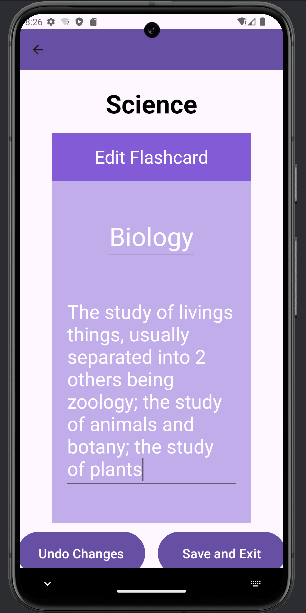 8:26
Science
Edit Flashcard
Biology
The study of livings
things, usually
separated into 2
others being
zoology; the study
of animals and
botany; the study
of plants
Undo Changes
Save and Exit